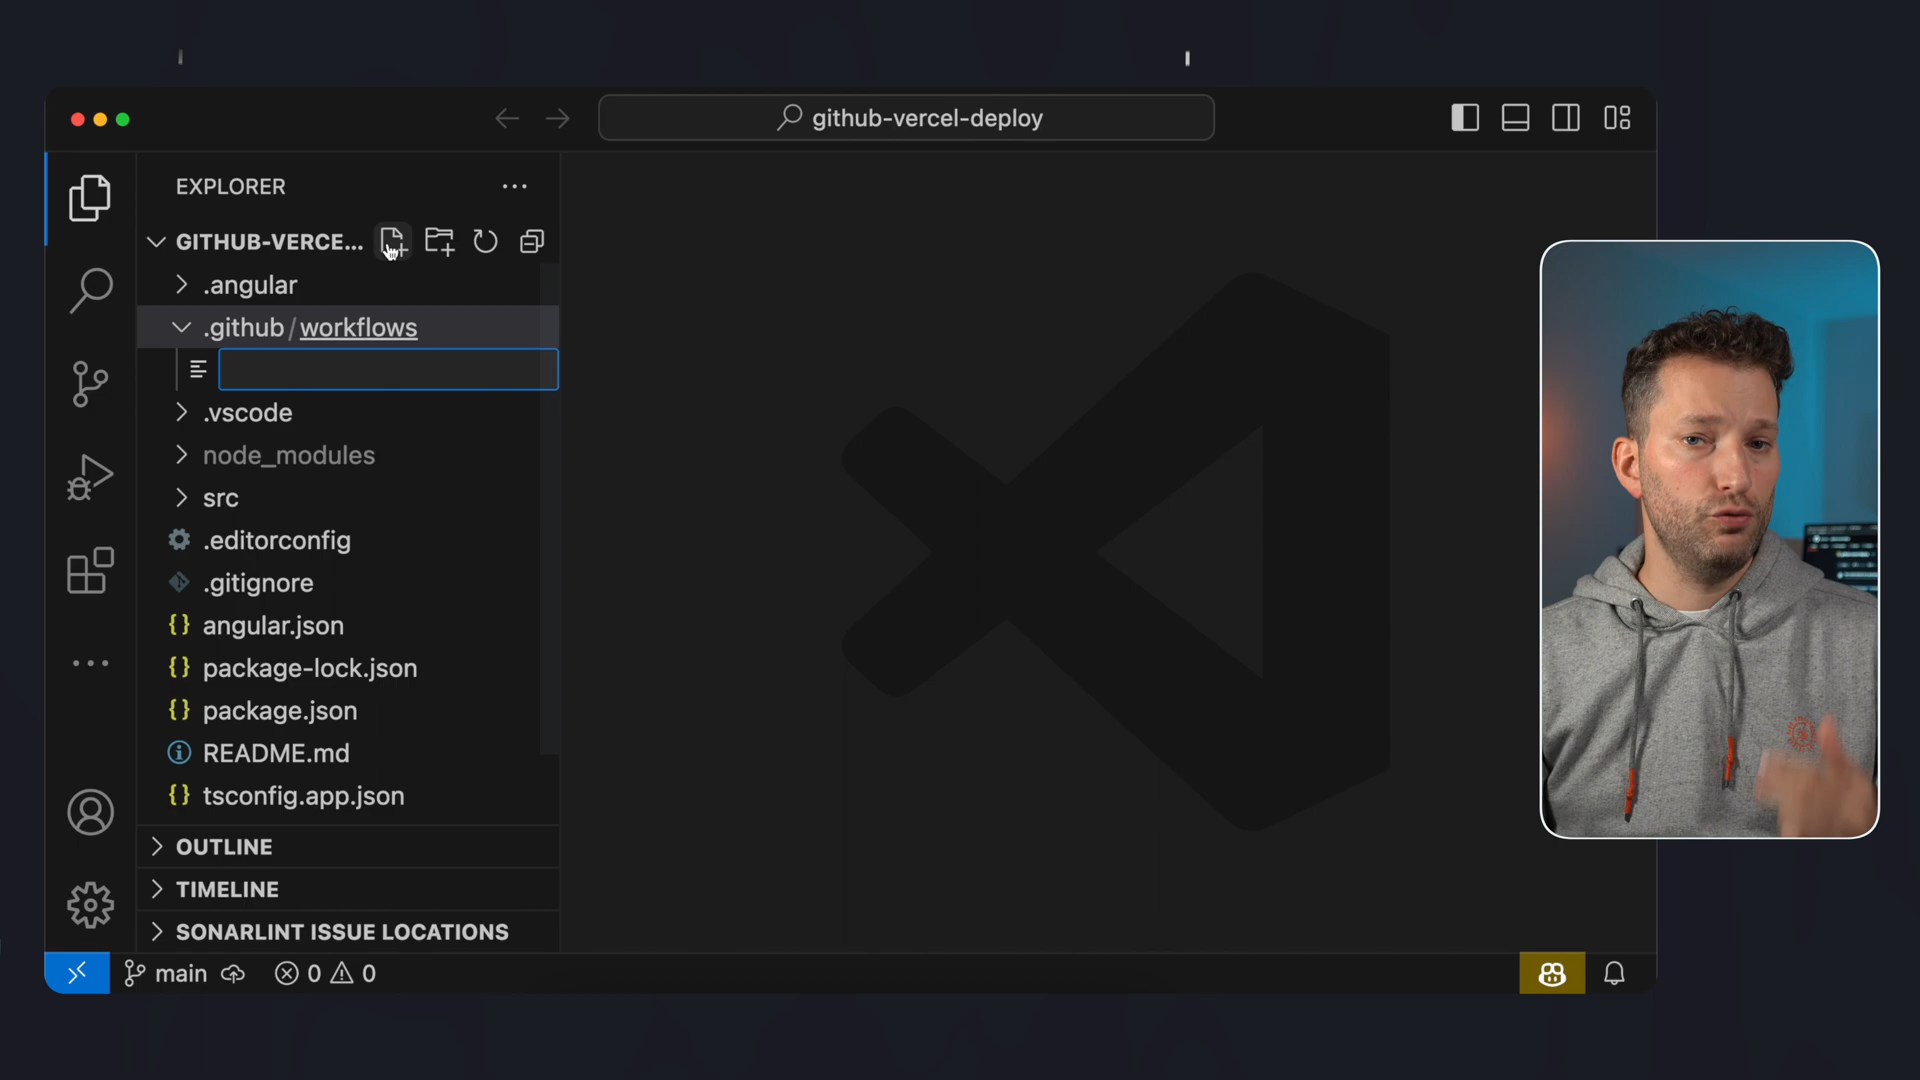 github-vercel-deploy
EXPLORER
GITHUB-VERCE...
.angular
.github/workflows
.vscode
node_modules
src
.editorconfig
.gitignore
{} angular.json
{} package-lock.json
{} package.json
README.md
{} tsconfig.app.json
OUTLINE
TIMELINE
SONARLINT ISSUE LOCATIONS
main 0 0